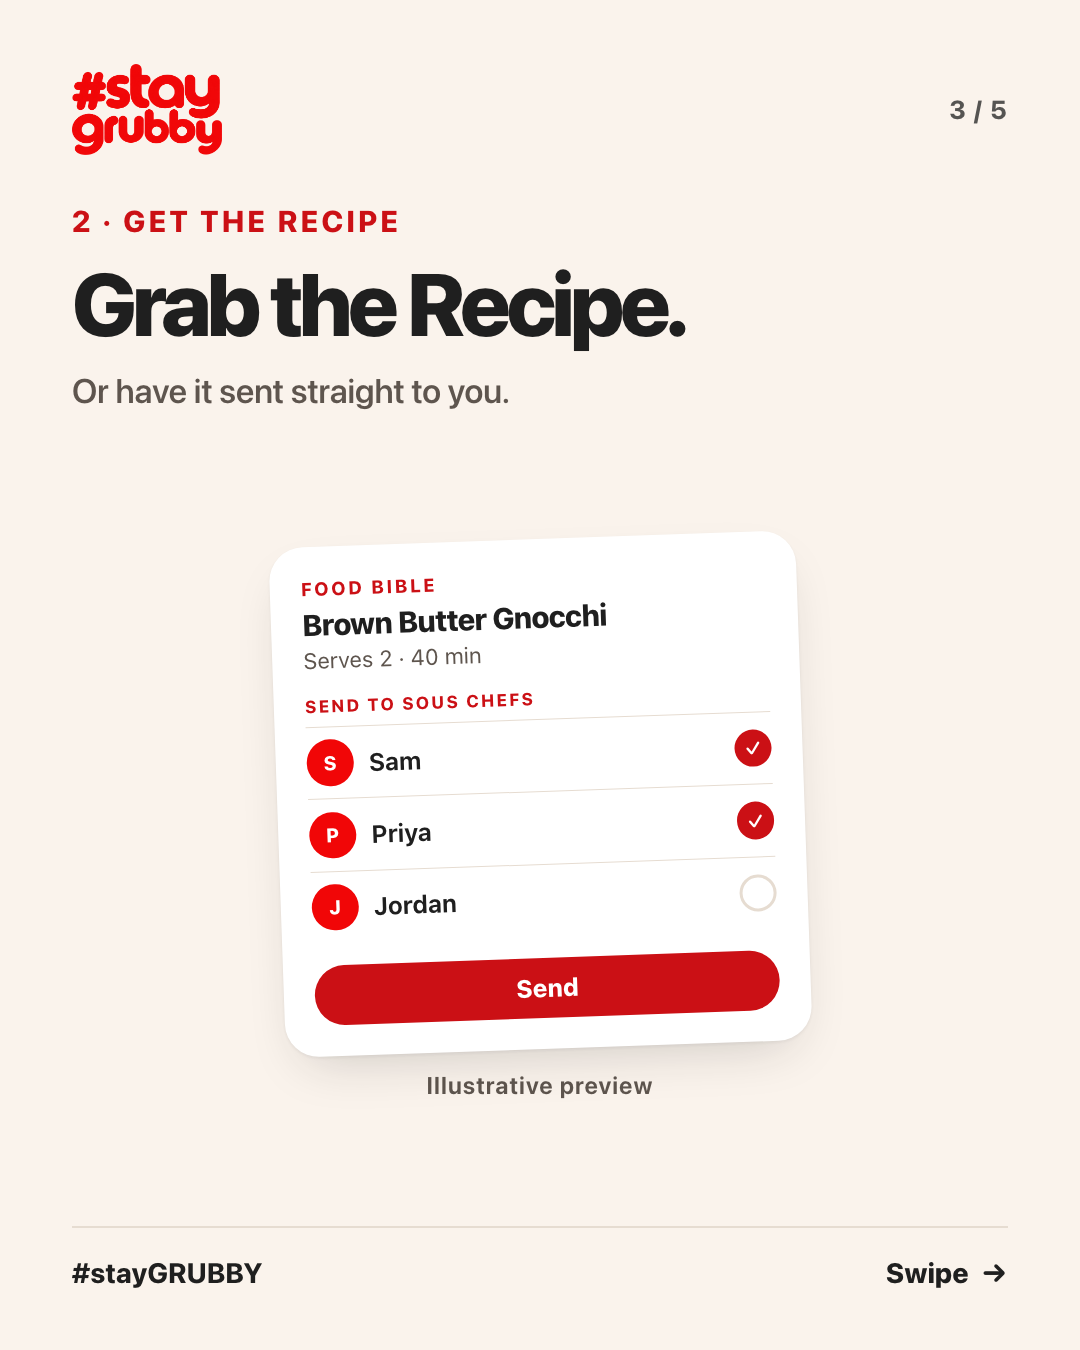 #stay
grubby
3 / 5
2 · GET THE RECIPE
Grab the Recipe.
Or have it sent straight to you.
FOOD BIBLE
Brown Butter Gnocchi
Serves 2 · 40 min
SEND TO SOUS CHEFS
S Sam
P Priya
J Jordan
Send
Illustrative preview
#stayGRUBBY
Swipe →